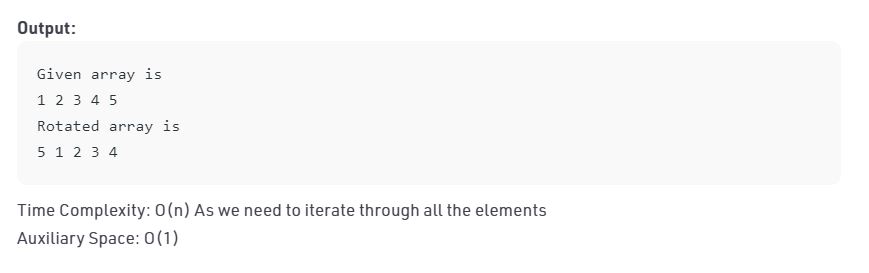 Output:
Given array is
1 2 3 4 5
Rotated array is
5 1 2 3 4
Time Complexity: O(n) As we need to iterate through all the elements
Auxiliary Space: O(1)